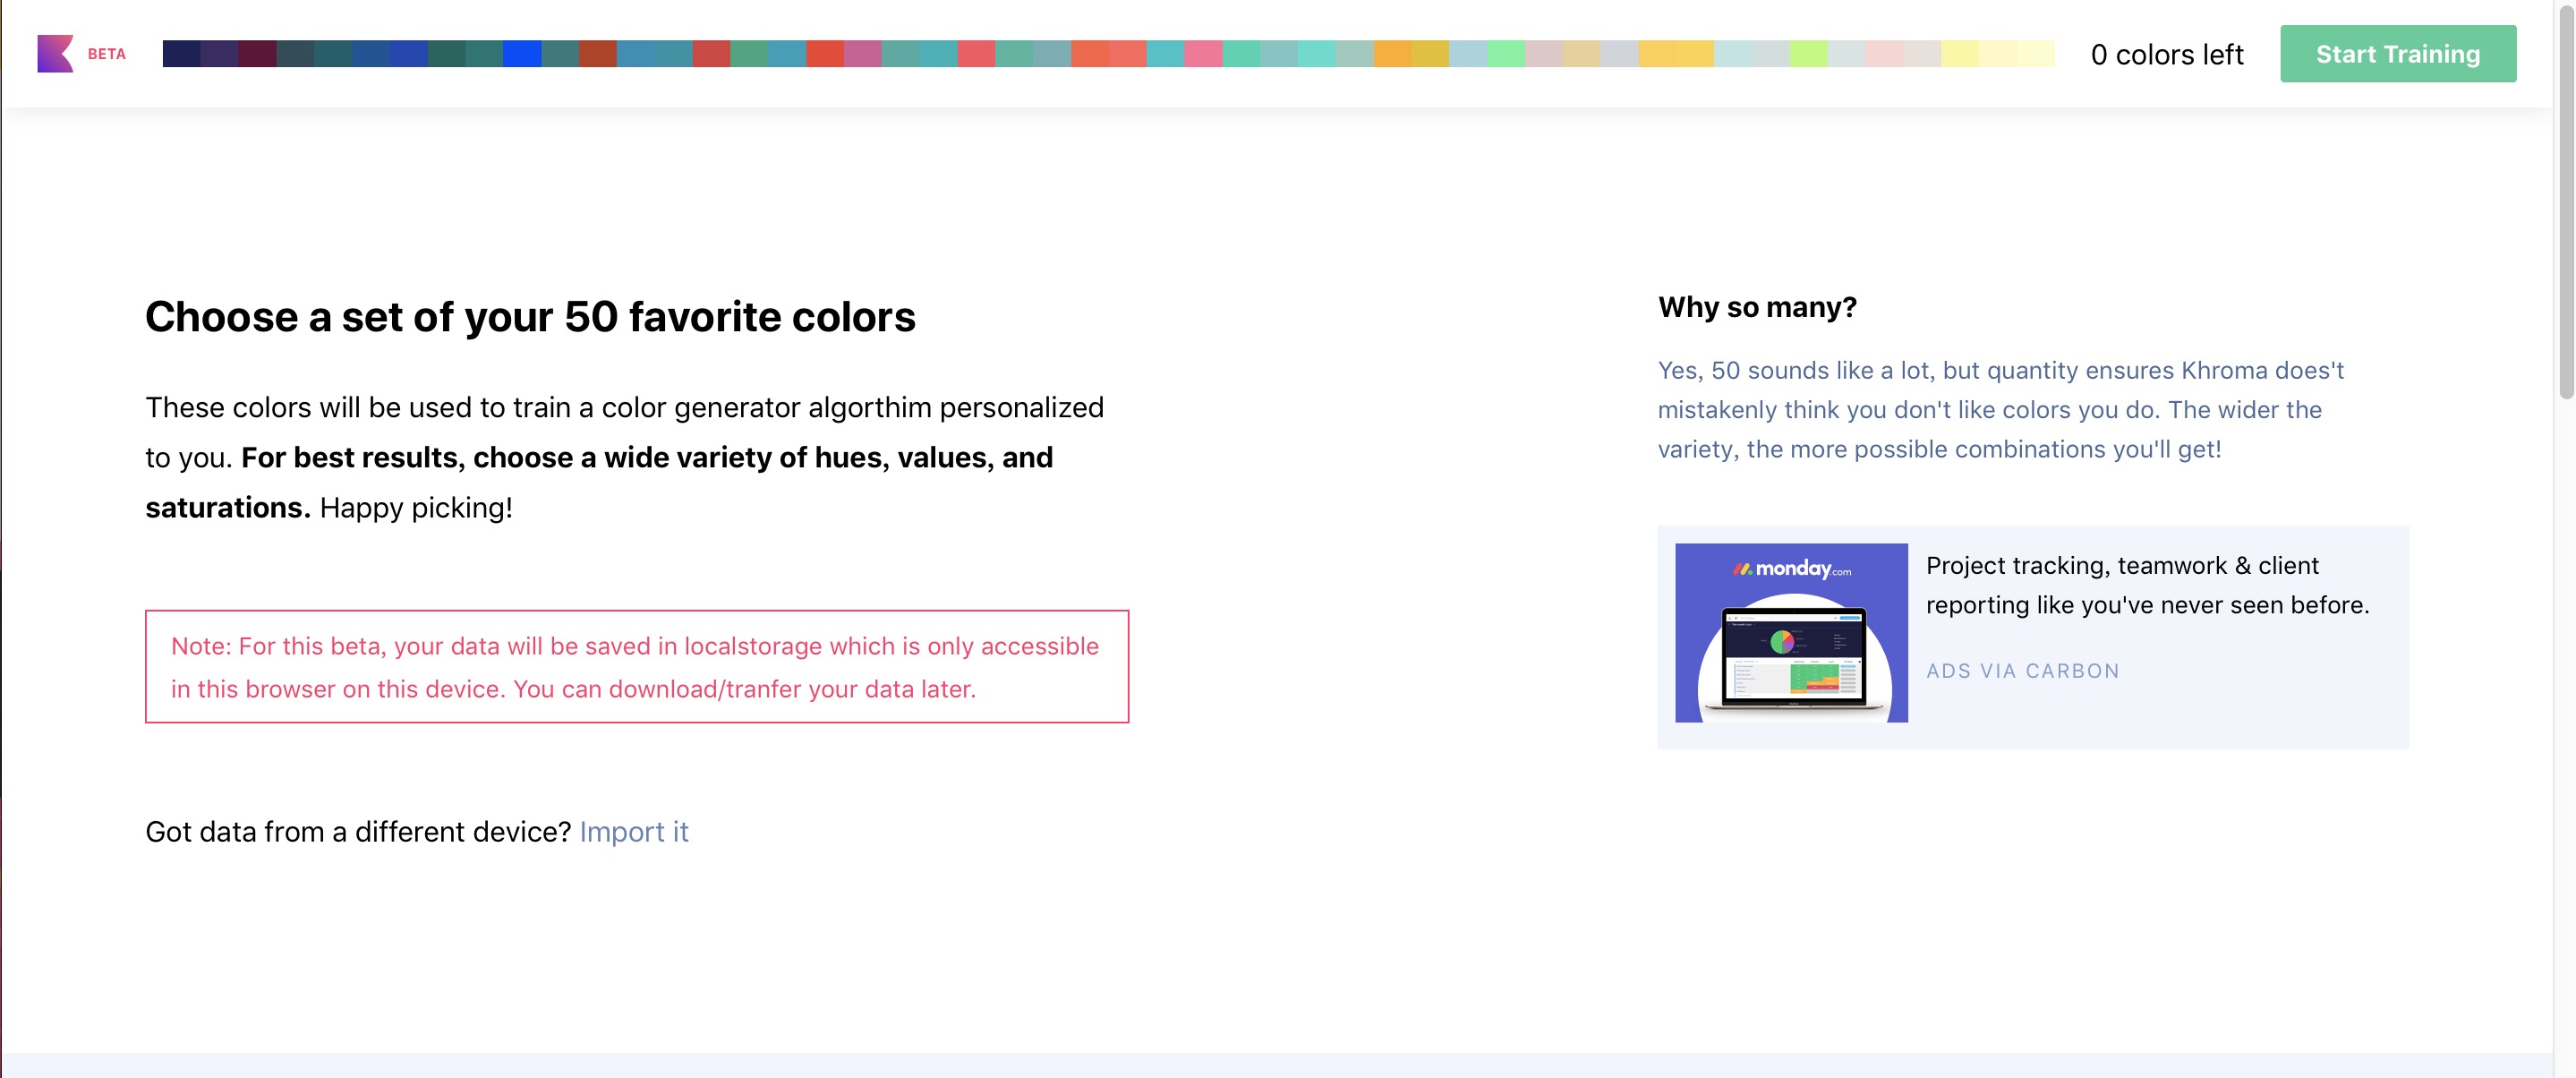 BETA
0 colors left
Start Training
Choose a set of your 50 favorite colors
These colors will be used to train a color generator algorthim personalized
to you. For best results, choose a wide variety of hues, values, and
saturations. Happy picking!
Note: For this beta, your data will be saved in localstorage which is only accessible
in this browser on this device. You can download/tranfer your data later.
Got data from a different device? Import it
Why so many?
Yes, 50 sounds like a lot, but quantity ensures Khroma does't
mistakenly think you don't like colors you do. The wider the
variety, the more possible combinations you'll get!
monday.com
Project tracking, teamwork & client
reporting like you've never seen before.
ADS VIA CARBON